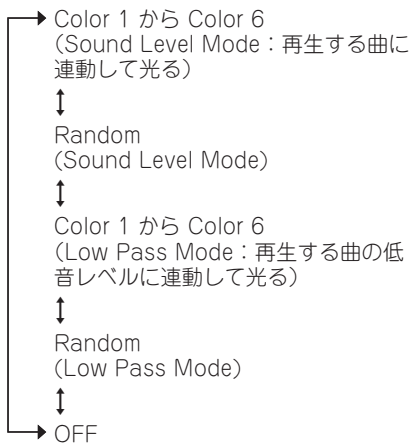 Color 1 から Color 6
(Sound Level Mode：再生する曲に
連動して光る)
Random
(Sound Level Mode)
Color 1 から Color 6
(Low Pass Mode：再生する曲の低
音レベルに連動して光る)
Random
(Low Pass Mode)
OFF